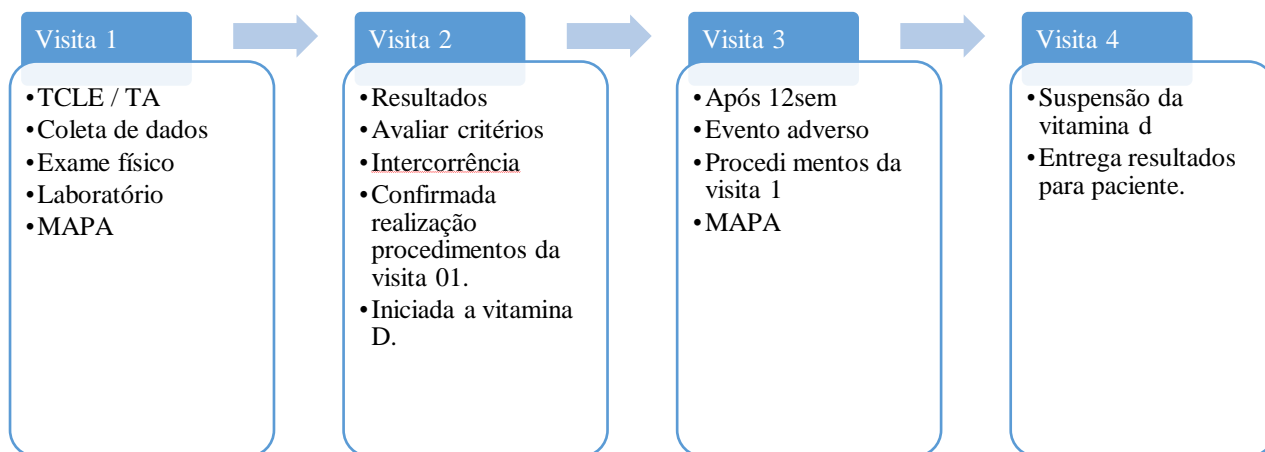 Visita 1
•TCLE / TA
•Coleta de dados
•Exame físico
•Laboratório
•MAPA
Visita 2
•Resultados
•Avaliar critérios
•Intercorrência
•Confirmada
realização
procedimentos da
visita 01.
•Iniciada a vitamina
D.
Visita 3
•Após 12sem
•Evento adverso
•Procedi mentos da
visita 1
•MAPA
Visita 4
•Suspensão da
vitamina d
•Entrega resultados
para paciente.